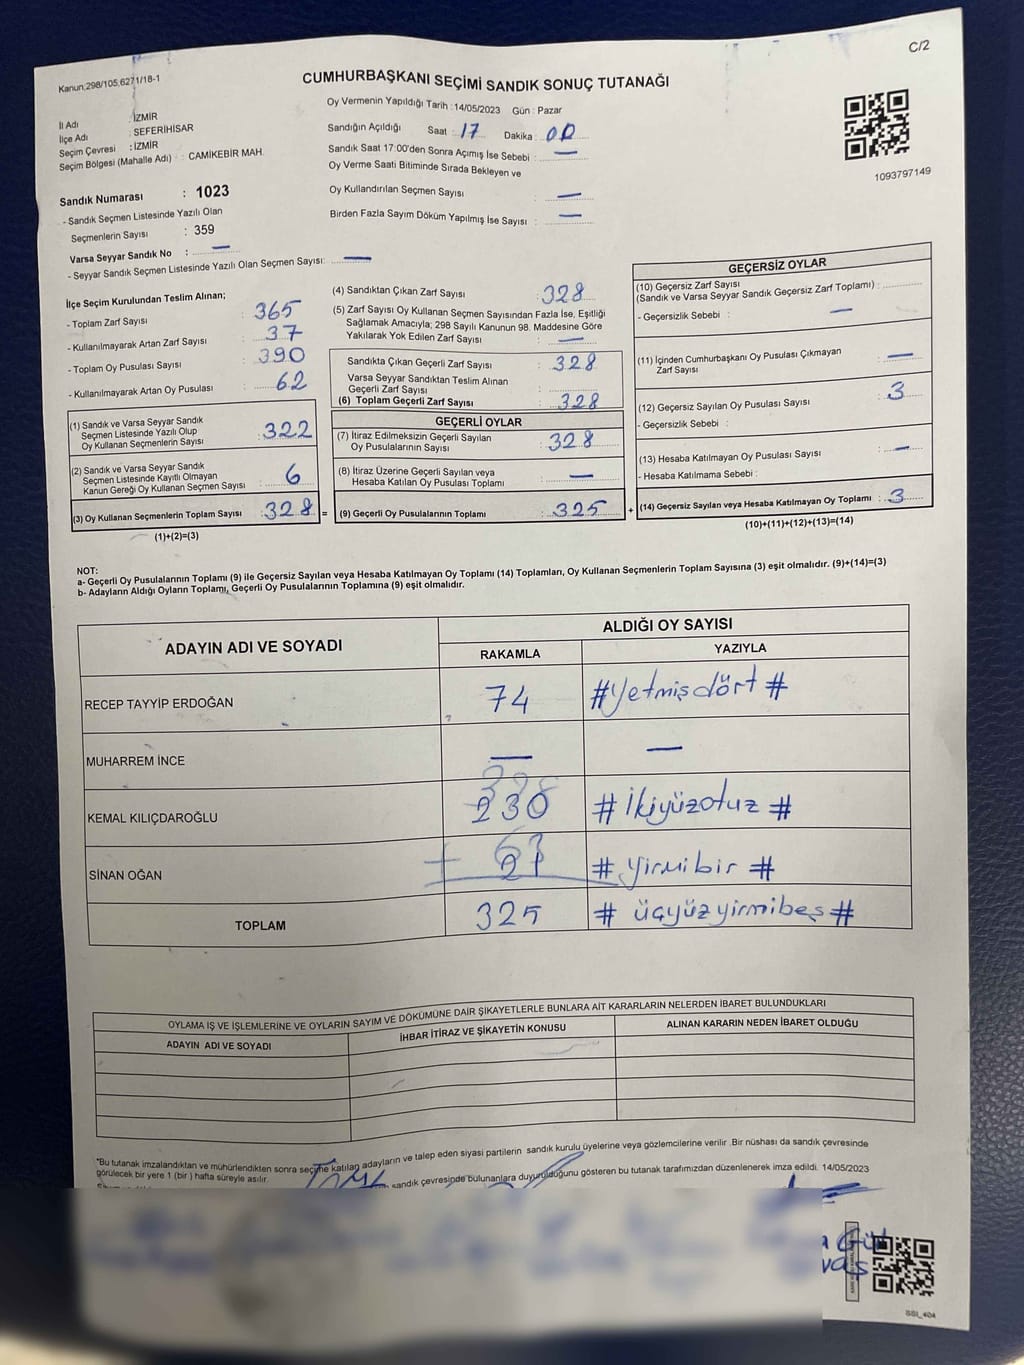 Kanun;298/105,6271/18-1
C/2
CUMHURBAŞKANI SEÇİMİ SANDIK SONUÇ TUTANAĞI
İl Adı : İZMİR
İlçe Adı : SEFERİHİSAR
Seçim Çevresi : İZMİR
Seçim Bölgesi (Mahalle Adı) : CAMİKEBİR MAH.
Sandık Numarası : 1023
- Sandık Seçmen Listesinde Yazılı Olan
Seçmenlerin Sayısı : 359
Varsa Seyyar Sandık No : —
- Seyyar Sandık Seçmen Listesinde Yazılı Olan Seçmen Sayısı: —
Oy Vermenin Yapıldığı Tarih : 14/05/2023 Gün : Pazar
Sandığın Açıldığı Saat : 17 Dakika : 00
Sandık Saat 17:00'den Sonra Açımış İse Sebebi : —
Oy Verme Saati Bitiminde Sırada Bekleyen ve
Oy Kullandırılan Seçmen Sayısı —
Birden Fazla Sayım Döküm Yapılmış İse Sayısı : —
1093797149
İlçe Seçim Kurulundan Teslim Alınan;
- Toplam Zarf Sayısı : 365
- Kullanılmayarak Artan Zarf Sayısı : 37
- Toplam Oy Pusulası Sayısı : 390
- Kullanılmayarak Artan Oy Pusulası : 62
(1) Sandık ve Varsa Seyyar Sandık
Seçmen Listesinde Yazılı Olup
Oy Kullanan Seçmenlerin Sayısı : 322
(2) Sandık ve Varsa Seyyar Sandık
Seçmen Listesinde Kayıtlı Olmayan
Kanun Gereği Oy Kullanan Seçmen Sayısı : 6
(3) Oy Kullanan Seçmenlerin Toplam Sayısı : 328 =
(1)+(2)=(3)
(4) Sandıktan Çıkan Zarf Sayısı : 328
(5) Zarf Sayısı Oy Kullanan Seçmen Sayısından Fazla İse, Eşitliği
Sağlamak Amacıyla; 298 Sayılı Kanunun 98. Maddesine Göre
Yakılarak Yok Edilen Zarf Sayısı : —
Sandıkta Çıkan Geçerli Zarf Sayısı : 328
Varsa Seyyar Sandıktan Teslim Alınan
Geçerli Zarf Sayısı :
(6) Toplam Geçerli Zarf Sayısı : 328
GEÇERLİ OYLAR
(7) İtiraz Edilmeksizin Geçerli Sayılan
Oy Pusulalarının Sayısı : 328
(8) İtiraz Üzerine Geçerli Sayılan veya
Hesaba Katılan Oy Pusulası Toplamı : —
(9) Geçerli Oy Pusulalarının Toplamı : 325 +
GEÇERSİZ OYLAR
(10) Geçersiz Zarf Sayısı
(Sandık ve Varsa Seyyar Sandık Geçersiz Zarf Toplamı) :
- Geçersizlik Sebebi : —
(11) İçinden Cumhurbaşkanı Oy Pusulası Çıkmayan
Zarf Sayısı : —
(12) Geçersiz Sayılan Oy Pusulası Sayısı : 3
- Geçersizlik Sebebi :
(13) Hesaba Katılmayan Oy Pusulası Sayısı : —
- Hesaba Katılmama Sebebi :
(14) Geçersiz Sayılan veya Hesaba Katılmayan Oy Toplamı : 3
(10)+(11)+(12)+(13)=(14)
NOT:
a- Geçerli Oy Pusulalarının Toplamı (9) ile Geçersiz Sayılan veya Hesaba Katılmayan Oy Toplamı (14) Toplamları, Oy Kullanan Seçmenlerin Toplam Sayısına (3) eşit olmalıdır. (9)+(14)=(3)
b- Adayların Aldığı Oyların Toplamı, Geçerli Oy Pusulalarının Toplamına (9) eşit olmalıdır.
ADAYIN ADI VE SOYADI ALDIĞI OY SAYISI
RAKAMLA YAZIYLA
RECEP TAYYİP ERDOĞAN 74 #Yetmişdört #
MUHARREM İNCE — —
KEMAL KILIÇDAROĞLU 230 # İkiyüzotuz #
SİNAN OĞAN 21 # yirmibir #
TOPLAM 325 # üçyüzyirmibeş #
OYLAMA İŞ VE İŞLEMLERİNE VE OYLARIN SAYIM VE DÖKÜMÜNE DAİR ŞİKAYETLERLE BUNLARA AİT KARARLARIN NELERDEN İBARET BULUNDUKLARI
ADAYIN ADI VE SOYADI İHBAR İTİRAZ VE ŞİKAYETİN KONUSU ALINAN KARARIN NEDEN İBARET OLDUĞU
*Bu tutanak imzalandıktan ve mühürlendikten sonra seçime katılan adayların ve talep eden siyasi partilerin sandık kurulu üyelerine veya gözlemcilerine verilir .Bir nüshası da sandık çevresinde
görülecek bir yere 1 (bir ) hafta süreyle asılır.
sandık çevresinde bulunanlara duyurulduğunu gösteren bu tutanak tarafımızdan düzenlenerek imza edildi. 14/05/2023
SSI_404